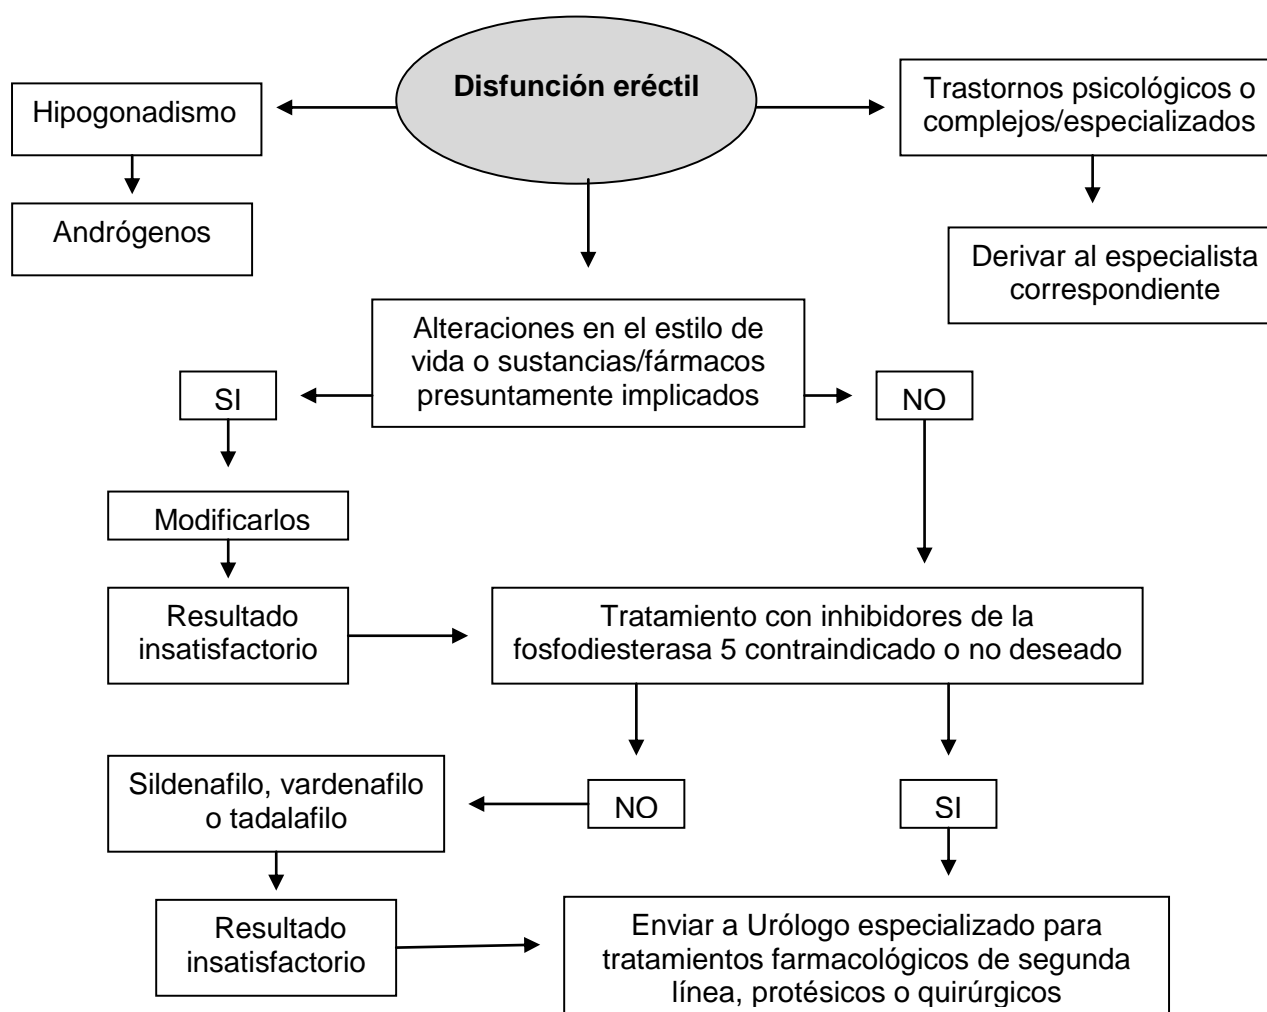 Disfunción eréctil
Hipogonadismo
Trastornos psicológicos o
complejos/especializados
Andrógenos
Derivar al especialista
correspondiente
Alteraciones en el estilo de
vida o sustancias/fármacos
presuntamente implicados
SI
NO
Modificarlos
Resultado
insatisfactorio
Tratamiento con inhibidores de la
fosfodiesterasa 5 contraindicado o no deseado
Sildenafilo, vardenafilo
o tadalafilo
NO
SI
Resultado
insatisfactorio
Enviar a Urólogo especializado para
tratamientos farmacológicos de segunda
línea, protésicos o quirúrgicos